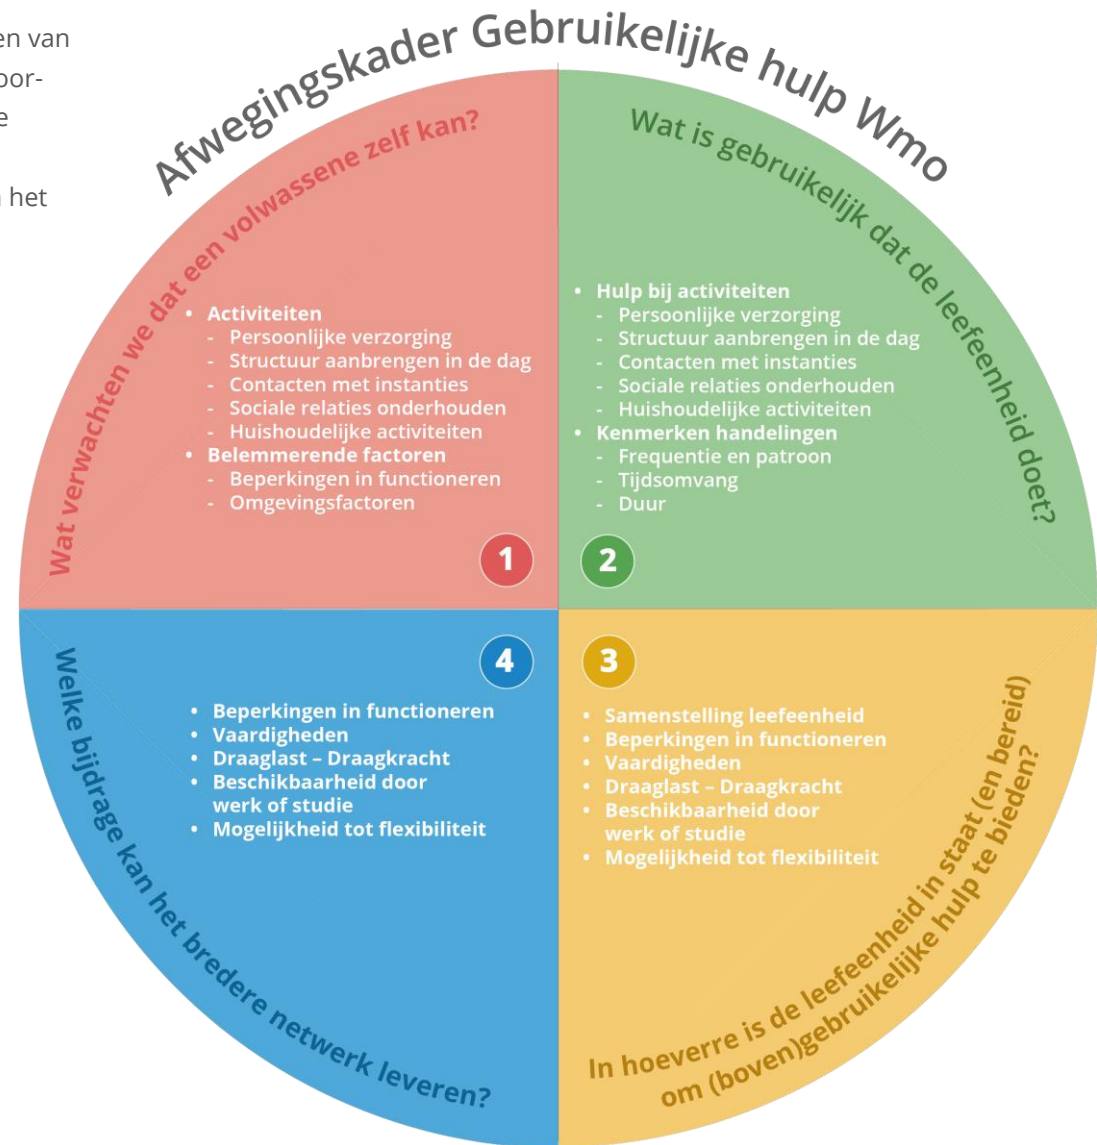 en van
oor-
e
het
Afwegingskader Gebruikelijke hulp Wmo
Wat verwachten we dat een volwassene zelf kan?
• Activiteiten
- Persoonlijke verzorging
- Structuur aanbrengen in de dag
- Contacten met instanties
- Sociale relaties onderhouden
- Huishoudelijke activiteiten
• Belemmerende factoren
- Beperkingen in functioneren
- Omgevingsfactoren
1
Wat is gebruikelijk dat de leefeenheid doet?
• Hulp bij activiteiten
- Persoonlijke verzorging
- Structuur aanbrengen in de dag
- Contacten met instanties
- Sociale relaties onderhouden
- Huishoudelijke activiteiten
• Kenmerken handelingen
- Frequentie en patroon
- Tijdsomvang
- Duur
2
3
• Samenstelling leefeenheid
• Beperkingen in functioneren
• Vaardigheden
• Draaglast – Draagkracht
• Beschikbaarheid door
werk of studie
• Mogelijkheid tot flexibiliteit
In hoeverre is de leefeenheid in staat (en bereid)
om (boven)gebruikelijke hulp te bieden?
4
• Beperkingen in functioneren
• Vaardigheden
• Draaglast – Draagkracht
• Beschikbaarheid door
werk of studie
• Mogelijkheid tot flexibiliteit
Welke bijdrage kan het bredere netwerk leveren?